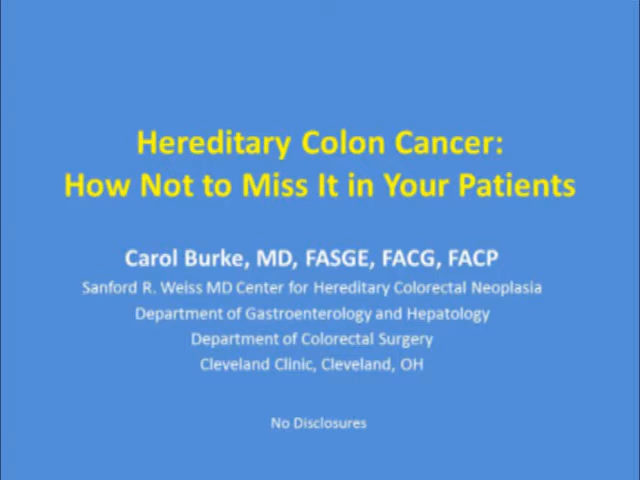 Hereditary Colon Cancer:
How Not to Miss It in Your Patients
Carol Burke, MD, FASGE, FACG, FACP
Sanford R. Weiss MD Center for Hereditary Colorectal Neoplasia
Department of Gastroenterology and Hepatology
Department of Colorectal Surgery
Cleveland Clinic, Cleveland, OH
No Disclosures